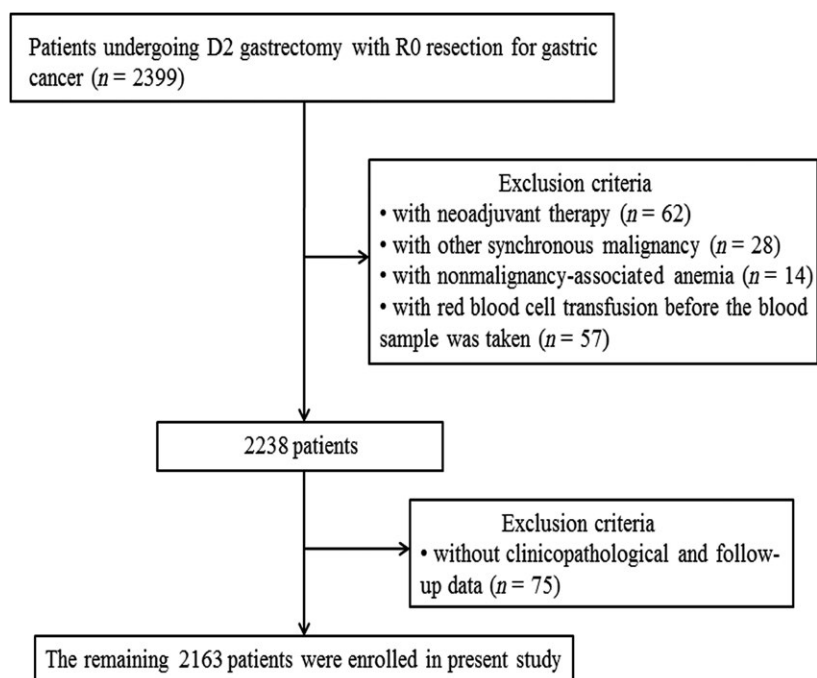 Patients undergoing D2 gastrectomy with R0 resection for gastric
cancer (n = 2399)
Exclusion criteria
• with neoadjuvant therapy (n = 62)
• with other synchronous malignancy (n = 28)
• with nonmalignancy-associated anemia (n = 14)
• with red blood cell transfusion before the blood
sample was taken (n = 57)
2238 patients
Exclusion criteria
• without clinicopathological and follow-
up data (n = 75)
The remaining 2163 patients were enrolled in present study